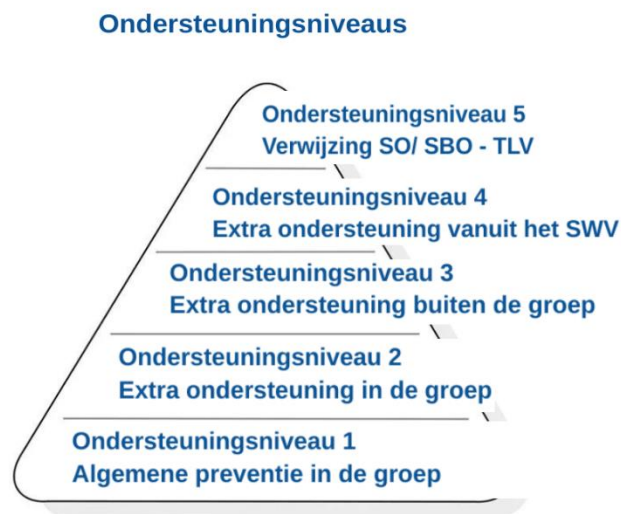 Ondersteuningsniveaus
Ondersteuningsniveau 5
Verwijzing SO/ SBO - TLV
Ondersteuningsniveau 4
Extra ondersteuning vanuit het SWV
Ondersteuningsniveau 3
Extra ondersteuning buiten de groep
Ondersteuningsniveau 2
Extra ondersteuning in de groep
Ondersteuningsniveau 1
Algemene preventie in de groep